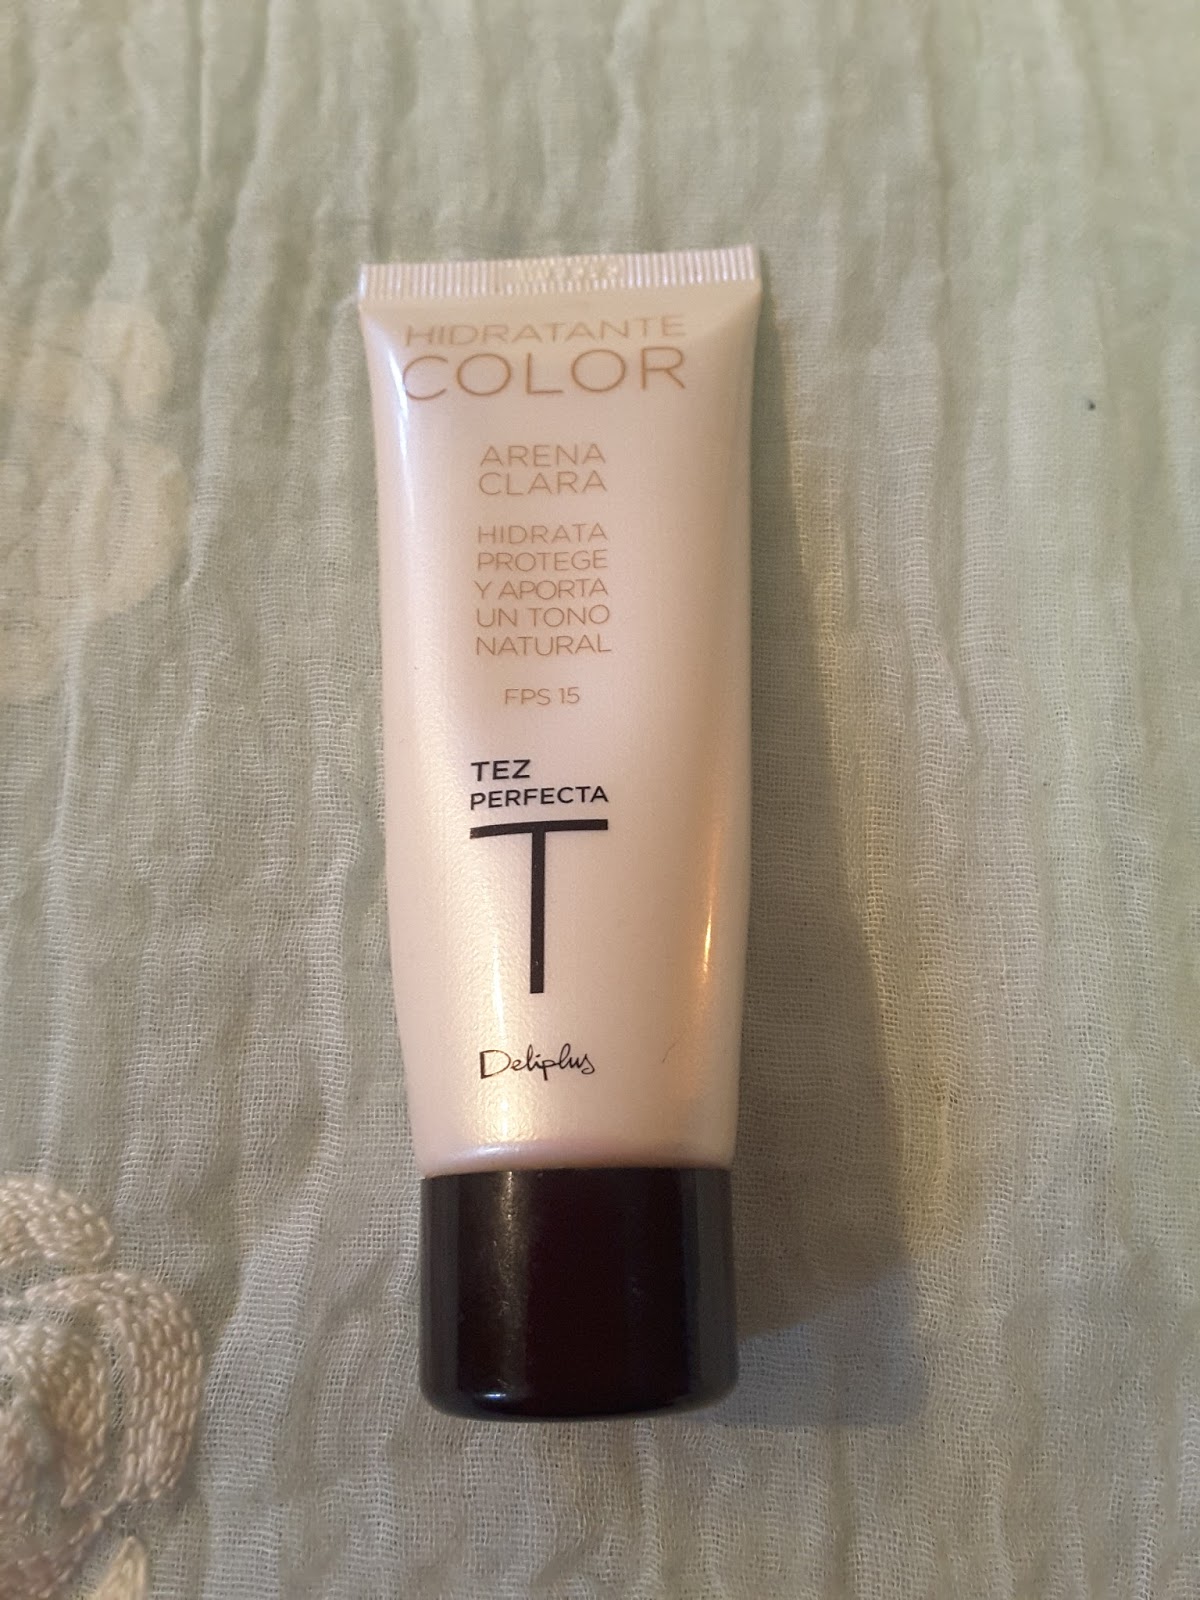 HIDRATANTE
COLOR
ARENA
CLARA
HIDRATA
PROTEGE
Y APORTA
UN TONO
NATURAL
FPS 15
TEZ
PERFECTA
T
Deliplus